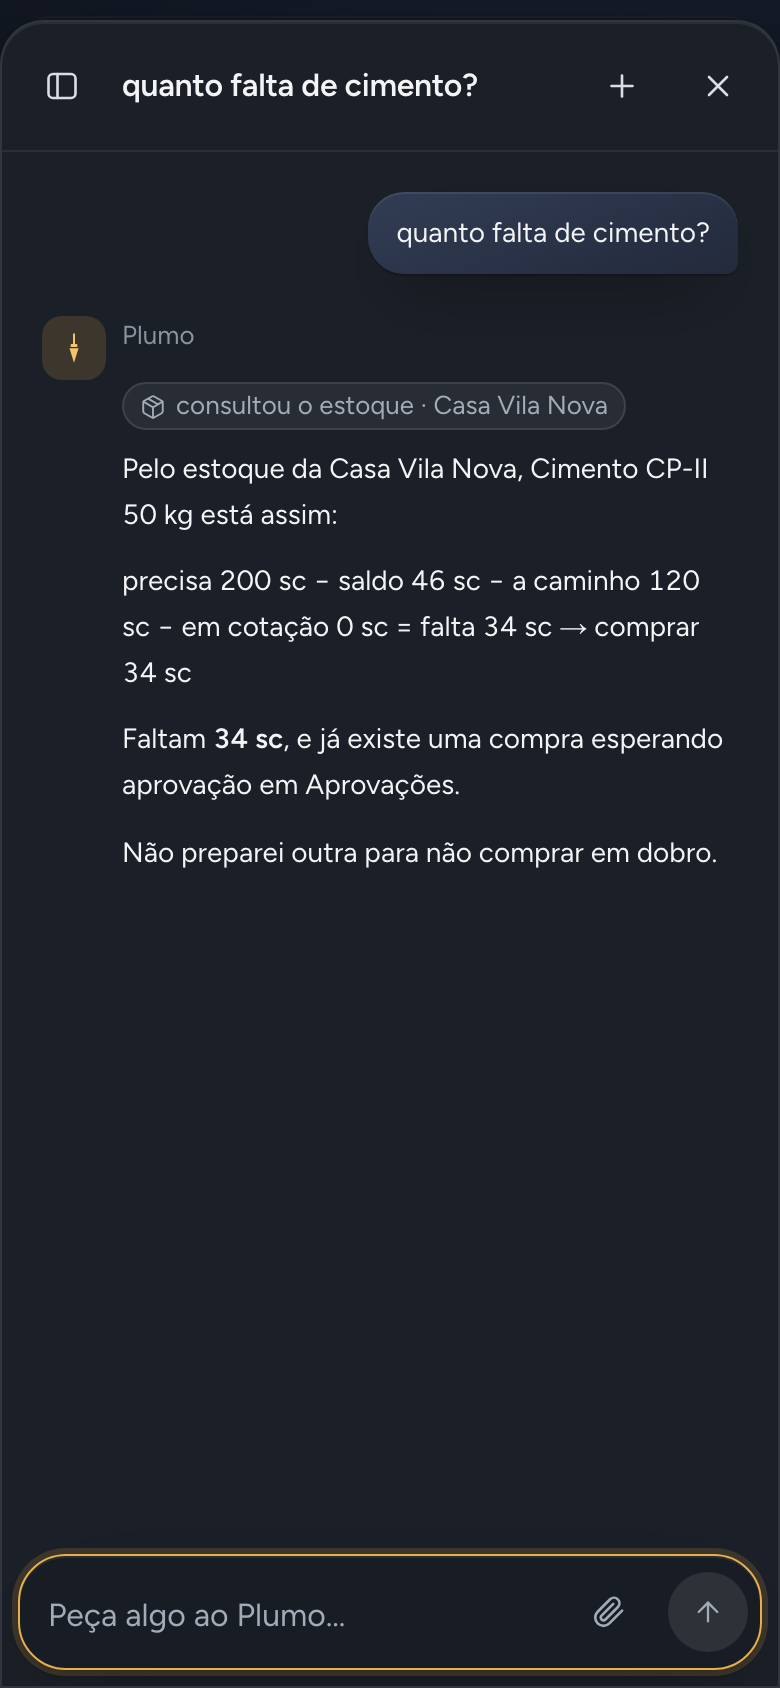 quanto falta de cimento?
quanto falta de cimento?
Plumo
consultou o estoque · Casa Vila Nova
Pelo estoque da Casa Vila Nova, Cimento CP-II
50 kg está assim:
precisa 200 sc − saldo 46 sc − a caminho 120
sc − em cotação 0 sc = falta 34 sc → comprar
34 sc
Faltam 34 sc, e já existe uma compra esperando
aprovação em Aprovações.
Não preparei outra para não comprar em dobro.
Peça algo ao Plumo...